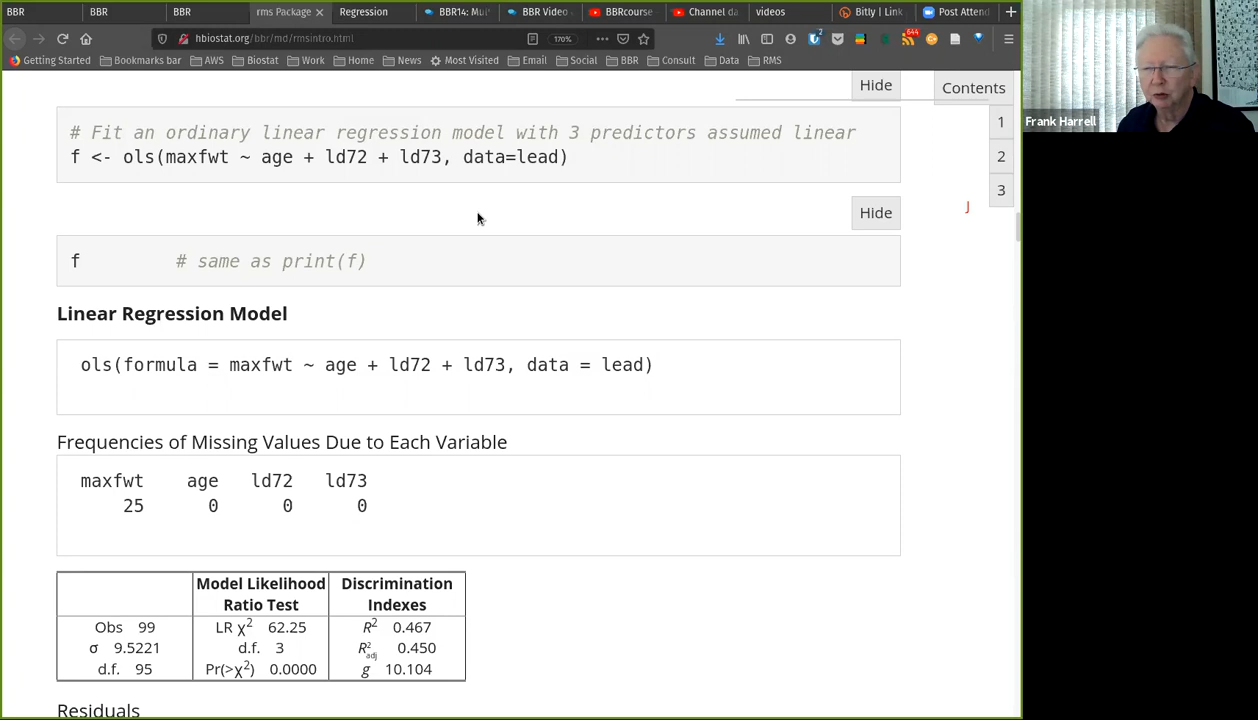 BBR
BBR
BBR
rms Package
Regression
BBR14: Mul
BBR Video
BBRcourse
Channel da
videos
Bitly | Link
Post Attend
hbiostat.org/bbr/md/rmsintro.html
170%
2
644
Getting Started
Bookmarks bar
AWS
Biostat
Work
Home
News
Most Visited
Email
Social
BBR
Consult
Data
RMS
Hide
Contents
1
2
3
# Fit an ordinary linear regression model with 3 predictors assumed linear
f <- ols(maxfwt ~ age + ld72 + ld73, data=lead)
Frank Harrell
J
Hide
f # same as print(f)
Linear Regression Model
ols(formula = maxfwt ~ age + ld72 + ld73, data = lead)
Frequencies of Missing Values Due to Each Variable
maxfwt age ld72 ld73
25 0 0 0
Model Likelihood Ratio Test Discrimination Indexes
Obs 99 LR χ2 62.25 R2 0.467
σ 9.5221 d.f. 3 R2adj 0.450
d.f. 95 Pr(>χ2) 0.0000 g 10.104
Residuals